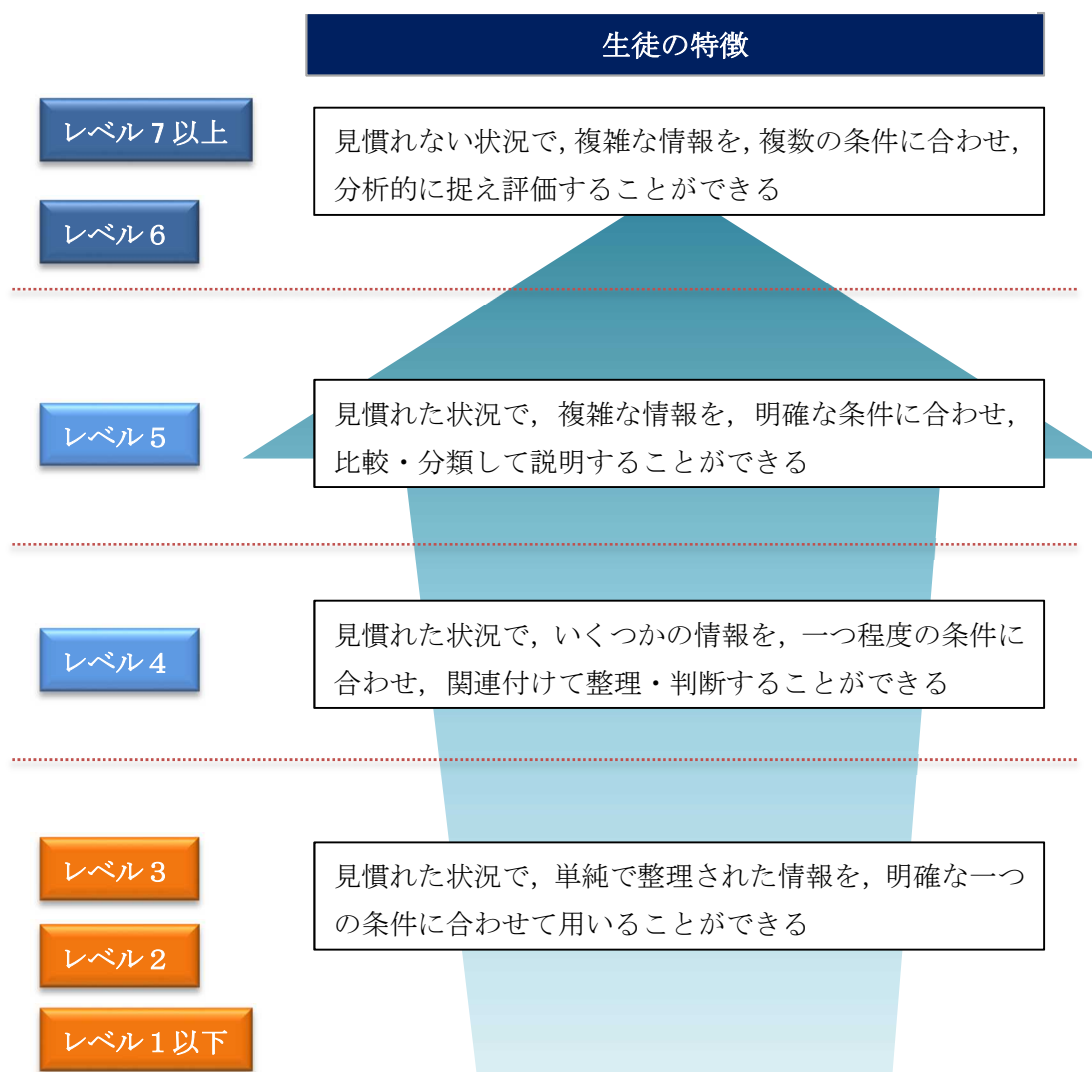 生徒の特徴
レベル７以上
見慣れない状況で，複雑な情報を，複数の条件に合わせ，
分析的に捉え評価することができる
レベル６
レベル５
見慣れた状況で，複雑な情報を，明確な条件に合わせ，
比較・分類して説明することができる
レベル４
見慣れた状況で，いくつかの情報を，一つ程度の条件に
合わせ，関連付けて整理・判断することができる
レベル３
見慣れた状況で，単純で整理された情報を，明確な一つ
の条件に合わせて用いることができる
レベル２
レベル１以下